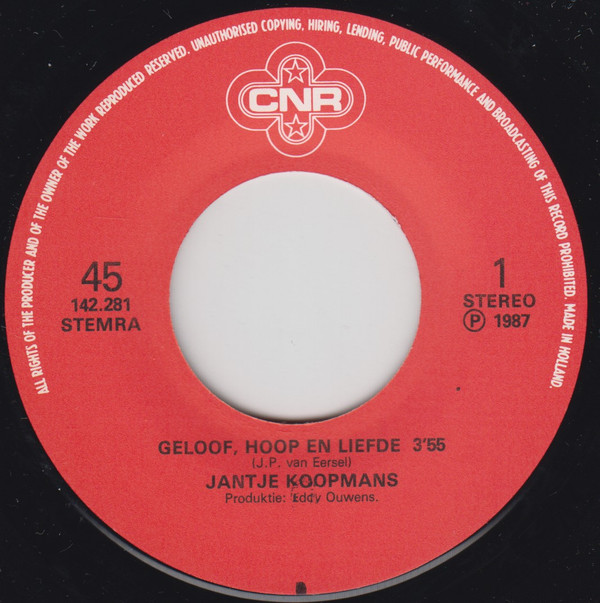 ALL RIGHTS OF THE PRODUCER AND OF THE OWNER OF THE WORK REPRODUCED RESERVED. UNAUTHORISED COPYING, HIRING, LENDING, PUBLIC PERFORMANCE AND BROADCASTING OF THIS RECORD PROHIBITED. MADE IN HOLLAND.
CNR
45
142.281
STEMRA
1
STEREO
Ⓟ 1987
GELOOF, HOOP EN LIEFDE 3'55
(J.P. van Eersel)
JANTJE KOOPMANS
Produktie: Eddy Ouwens.